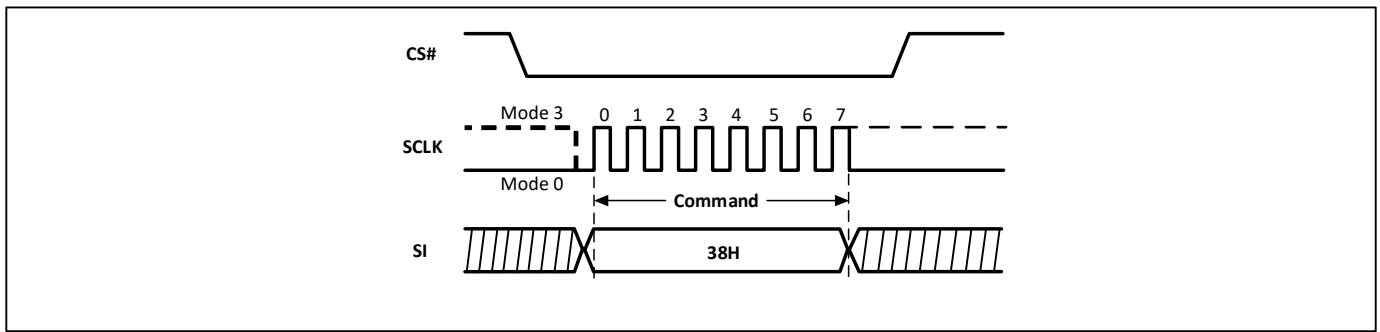 CS#
Mode 3 0 1 2 3 4 5 6 7
SCLK
Mode 0
Command
SI 38H